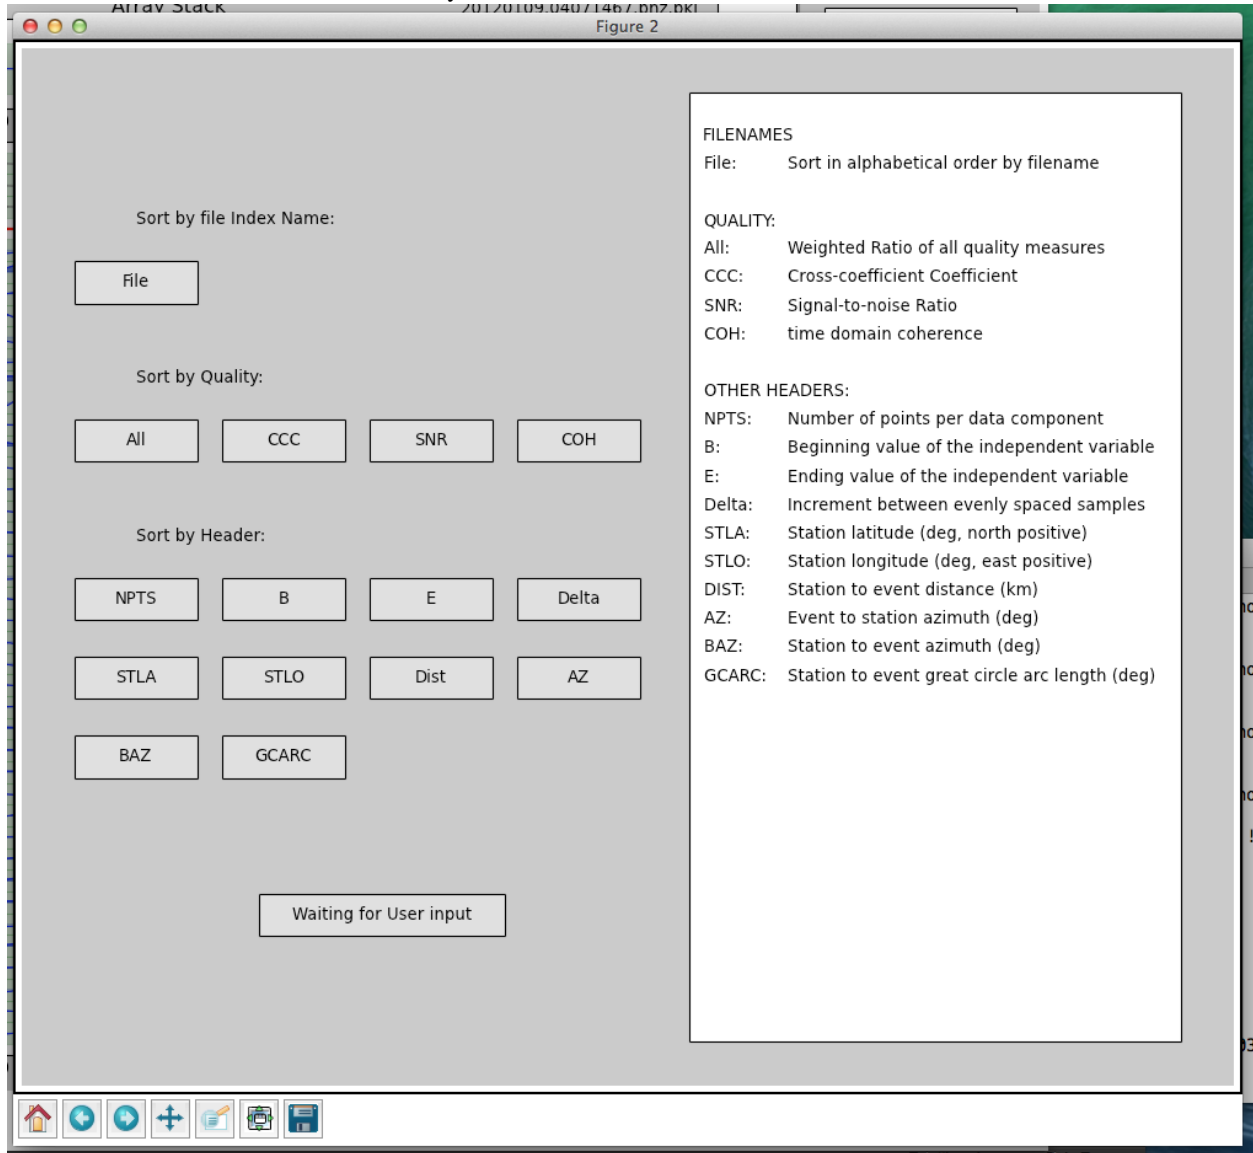 Array Stack
20120109.04071467.bhz.pkl
Figure 2
Sort by file Index Name:
File
Sort by Quality:
All CCC SNR COH
Sort by Header:
NPTS B E Delta
STLA STLO Dist AZ
BAZ GCARC
Waiting for User input
FILENAMES
File: Sort in alphabetical order by filename
QUALITY:
All: Weighted Ratio of all quality measures
CCC: Cross-coefficient Coefficient
SNR: Signal-to-noise Ratio
COH: time domain coherence
OTHER HEADERS:
NPTS: Number of points per data component
B: Beginning value of the independent variable
E: Ending value of the independent variable
Delta: Increment between evenly spaced samples
STLA: Station latitude (deg, north positive)
STLO: Station longitude (deg, east positive)
DIST: Station to event distance (km)
AZ: Event to station azimuth (deg)
BAZ: Station to event azimuth (deg)
GCARC: Station to event great circle arc length (deg)